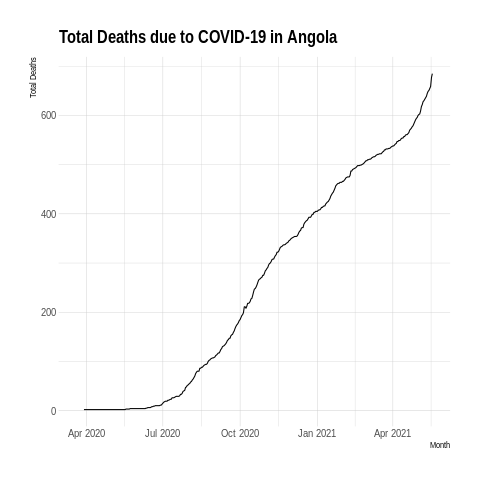 Total Deaths due to COVID-19 in Angola
Total Deaths
600
400
200
0
Apr 2020 Jul 2020 Oct 2020 Jan 2021 Apr 2021
Month